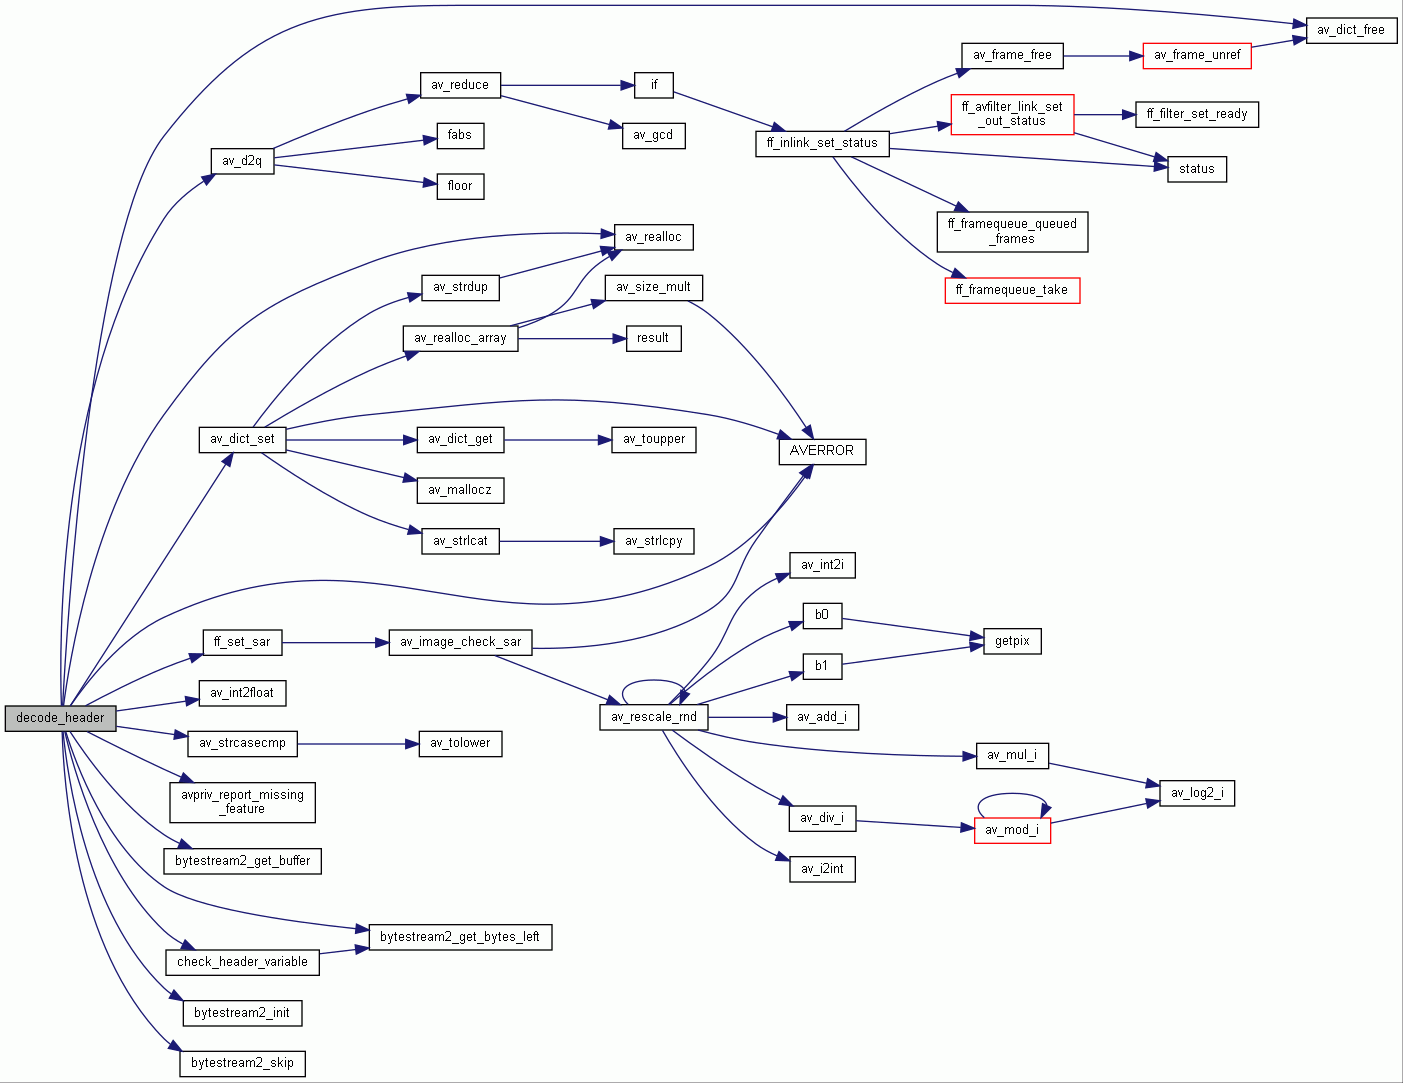 av_dict_free
av_frame_free
av_frame_unref
av_reduce
if
ff_avfilter_link_set
_out_status
ff_filter_set_ready
fabs
av_gcd
ff_inlink_set_status
av_d2q
status
floor
ff_framequeue_queued
_frames
av_realloc
av_strdup
av_size_mult
ff_framequeue_take
av_realloc_array
result
av_dict_set
av_dict_get
av_toupper
AVERROR
av_mallocz
av_strlcat
av_strlcpy
av_int2i
b0
ff_set_sar
av_image_check_sar
getpix
b1
av_int2float
decode_header
av_rescale_rnd
av_add_i
av_strcasecmp
av_tolower
av_mul_i
avpriv_report_missing
_feature
av_log2_i
av_div_i
av_mod_i
bytestream2_get_buffer
av_i2int
bytestream2_get_bytes_left
check_header_variable
bytestream2_init
bytestream2_skip